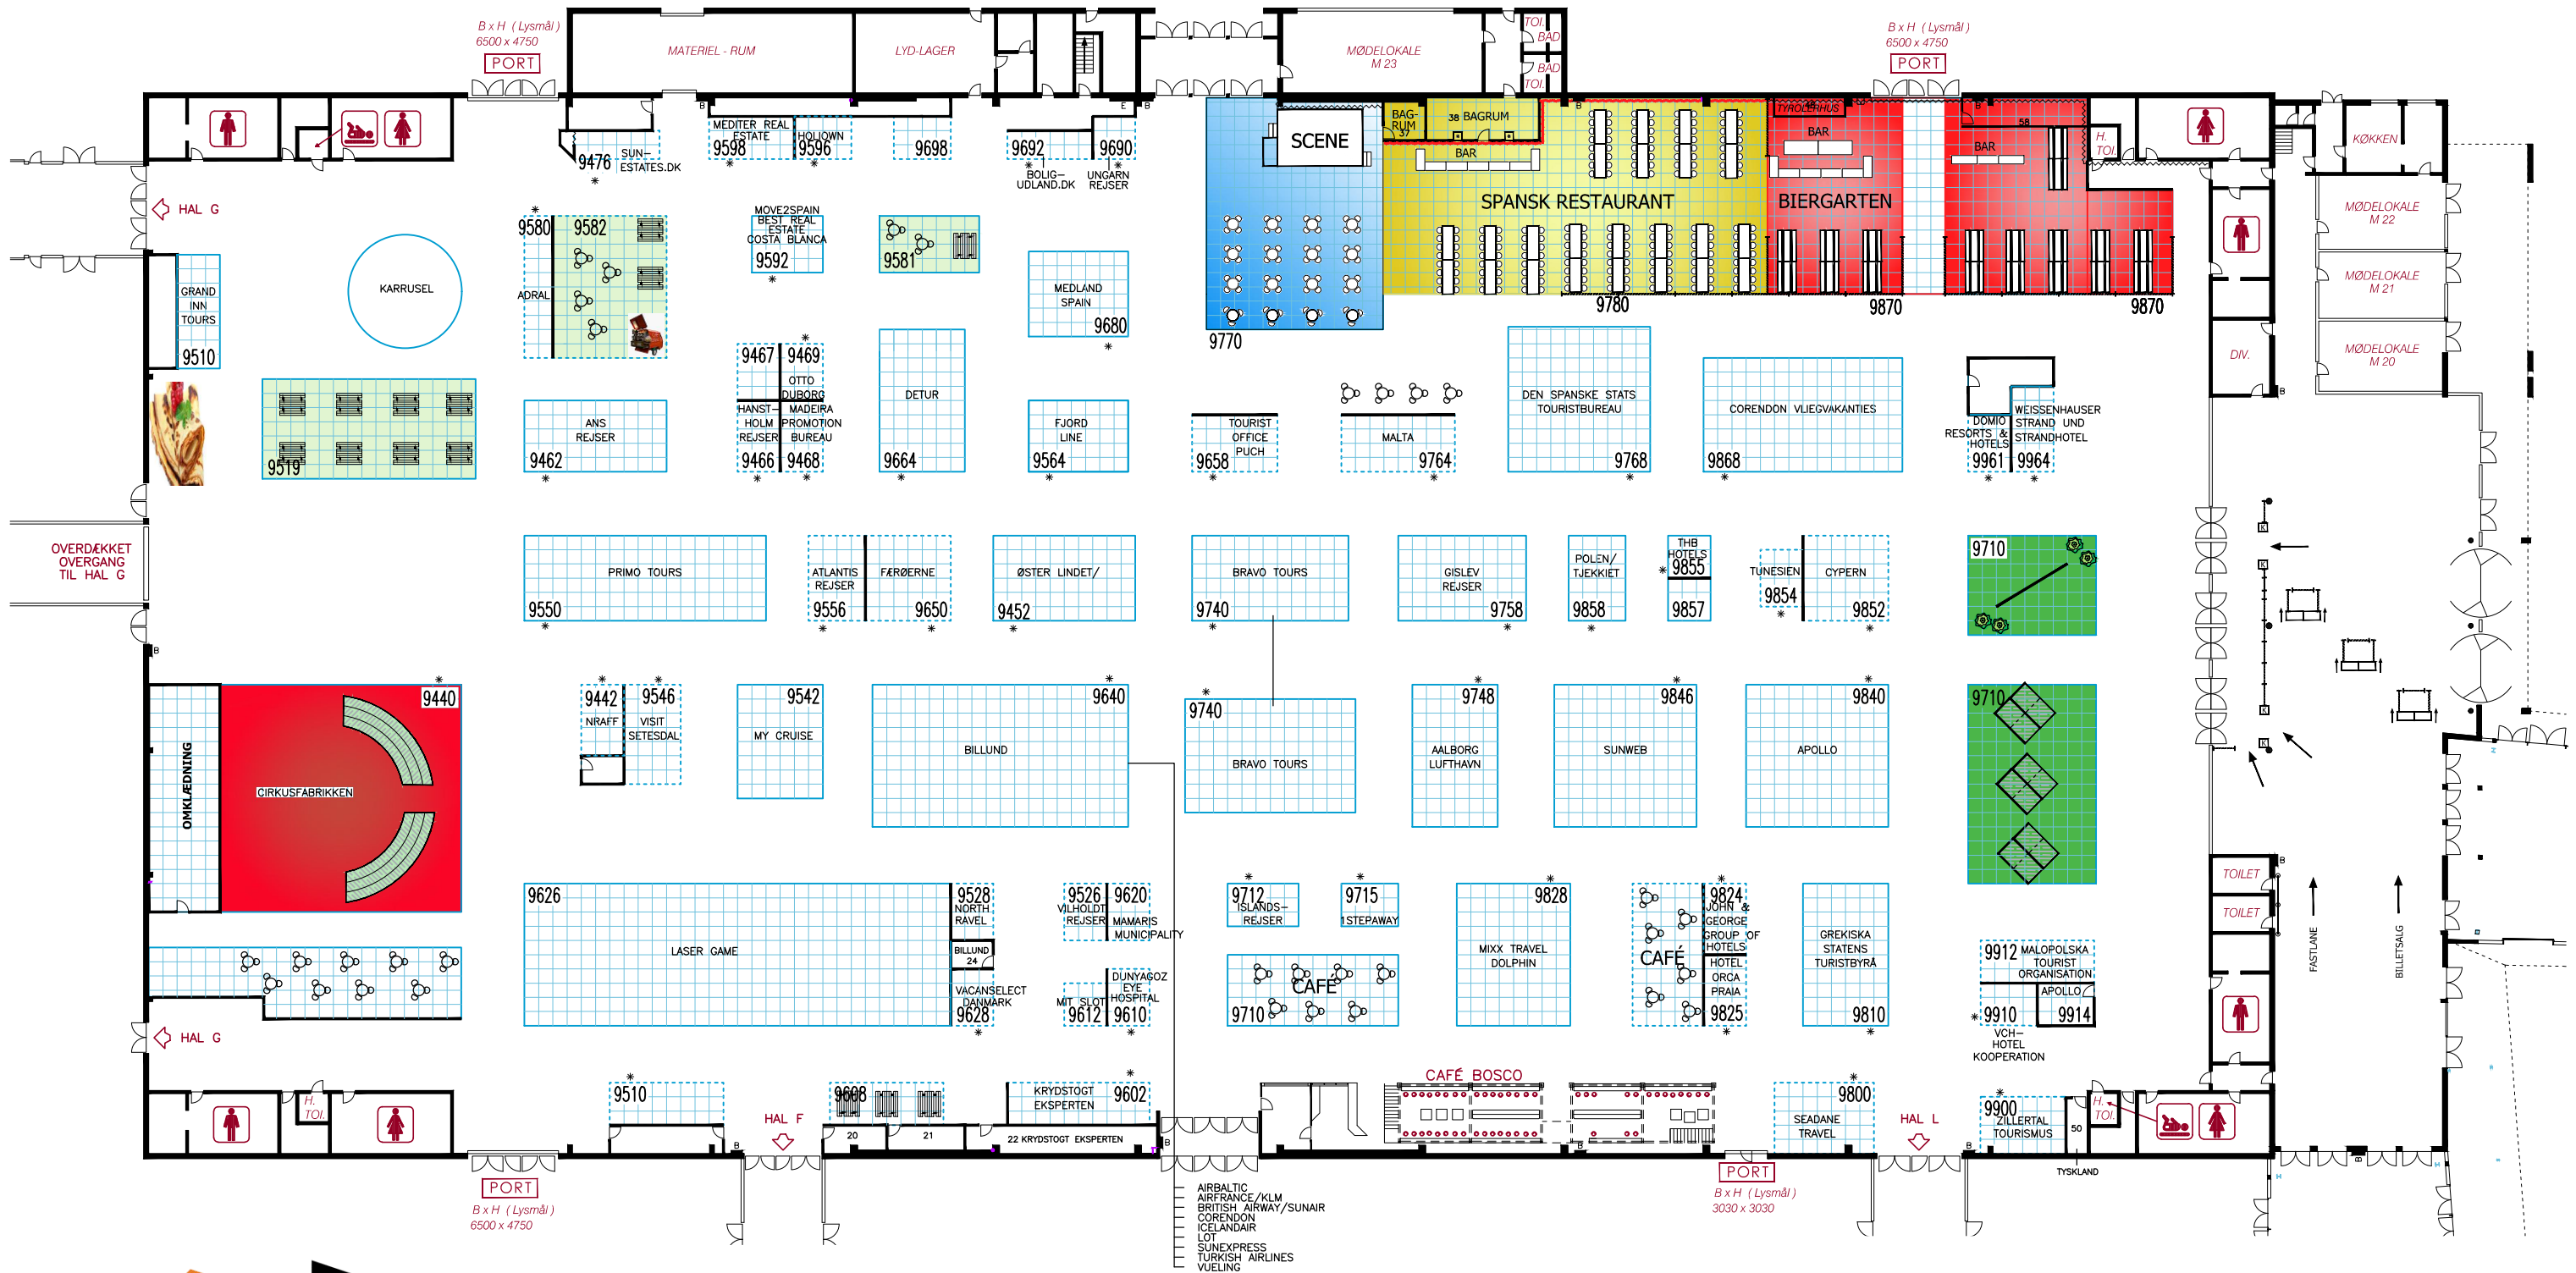 B x H ( Lysmål )
6500 x 4750
PORT
MATERIEL - RUM
LYD-LAGER
MØDELOKALE
M 23
TOI.
BAD
BAD
TOI.
B x H ( Lysmål )
6500 x 4750
PORT
MEDITER REAL
ESTATE
9598
HOLIOWN
9596
9698
9692
BOLIG-
UDLAND.DK
9690
UNGARN
REJSER
9476
SUN-
ESTATES.DK
SCENE
BAG-
RUM
37
38 BAGRUM
BAR
SPANSK RESTAURANT
TYROLERHUS
BAR
BIERGARTEN
58
BAR
H.
TOI.
KØKKEN
MØDELOKALE
M 22
MØDELOKALE
M 21
MØDELOKALE
M 20
DIV.
HAL G
9580
9582
ADRAL
MOVE2SPAIN
BEST REAL
ESTATE
COSTA BLANCA
9592
9581
MEDLAND
SPAIN
9680
9770
9780
9870
9870
GRAND
INN
TOURS
9510
KARRUSEL
9519
ANS
REJSER
9462
9467
9469
OTTO
DUBORG
HANST-
HOLM
REJSER
9466
MADEIRA
PROMOTION
BUREAU
9468
DETUR
9664
FJORD
LINE
9564
TOURIST
OFFICE
PUCH
9658
MALTA
9764
DEN SPANSKE STATS
TOURISTBUREAU
9768
CORENDON VLIEGVAKANTIES
9868
DOMIO
RESORTS &
HOTELS
9961
WEISSENHAUSER
STRAND UND
STRANDHOTEL
9964
OVERDÆKKET
OVERGANG
TIL HAL G
PRIMO TOURS
9550
ATLANTIS
REJSER
9556
FÆRØERNE
9650
ØSTER LINDET/
9452
BRAVO TOURS
9740
GISLEV
REJSER
9758
POLEN/
TJEKKIET
9858
THB
HOTELS
9855
9857
TUNESIEN
9854
CYPERN
9852
9710
OMKLÆDNING
9440
CIRKUSFABRIKKEN
9442
NRAFF
9546
VISIT
SETESDAL
9542
MY CRUISE
9640
BILLUND
9740
BRAVO TOURS
9748
AALBORG
LUFTHAVN
9846
SUNWEB
9840
APOLLO
9710
9626
LASER GAME
9528
NORTH
RAVEL
BILLUND
24
VACANSELECT
DANMARK
9628
9526
VILHOLDT
REJSER
9620
MAMARIS
MUNICIPALITY
MIT SLOT
9612
DUNYAGOZ
EYE
HOSPITAL
9610
9712
ISLANDS-
REJSER
9715
1STEPAWAY
CAFÉ
9710
9828
MIXX TRAVEL
DOLPHIN
CAFÉ
9824
JOHN &
GEORGE
GROUP OF
HOTELS
HOTEL
ORCA
PRAIA
9825
GREKISKA
STATENS
TURISTBYRÅ
9810
9912 MALOPOLSKA
TOURIST
ORGANISATION
APOLLO
9910
9914
VCH-
HOTEL
KOOPERATION
TOILET
TOILET
FASTLANE
BILLETSALG
HAL G
H.
TOI.
9510
HAL F
9608
20
21
KRYDSTOGT
EKSPERTEN
9602
22 KRYDSTOGT EKSPERTEN
CAFÉ BOSCO
9800
SEADANE
TRAVEL
HAL L
9900
ZILLERTAL
TOURISMUS
50
TYSKLAND
H.
TOI.
PORT
B x H ( Lysmål )
6500 x 4750
PORT
B x H ( Lysmål )
3030 x 3030
AIRBALTIC
AIRFRANCE/KLM
BRITISH AIRWAY/SUNAIR
CORENDON
ICELANDAIR
LOT
SUNEXPRESS
TURKISH AIRLINES
VUELING